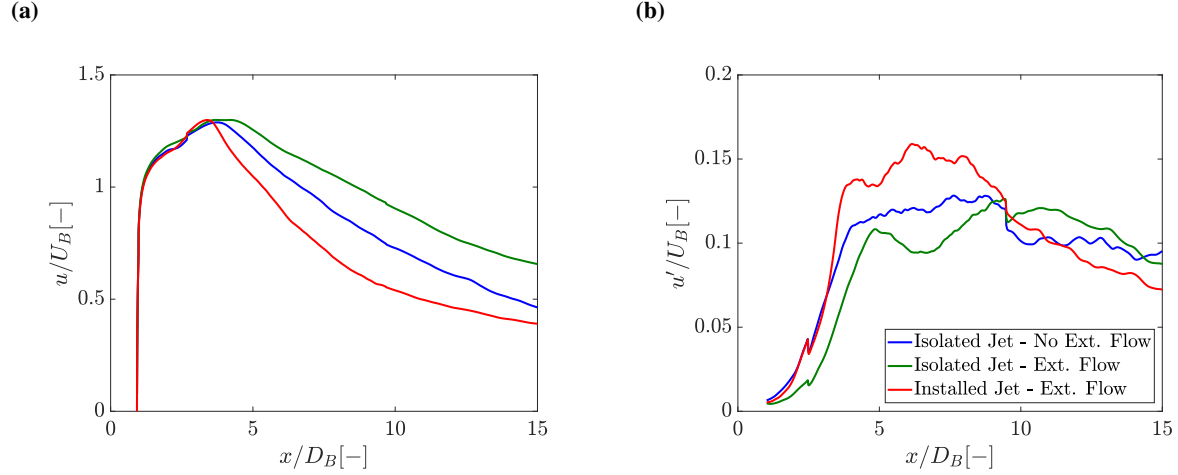 (a)
(b)
1.5
1
0.5
0
u/U_B[−]
0
5
10
15
x/D_B[−]
0.2
0.15
0.1
0.05
0
u′/U_B[−]
Isolated Jet - No Ext. Flow
Isolated Jet - Ext. Flow
Installed Jet - Ext. Flow
0
5
10
15
x/D_B[−]